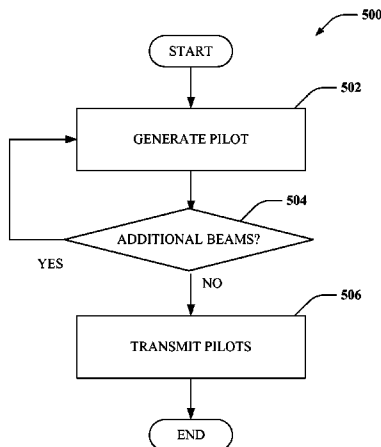 500
START
502
GENERATE PILOT
504
ADDITIONAL BEAMS?
YES
NO
506
TRANSMIT PILOTS
END